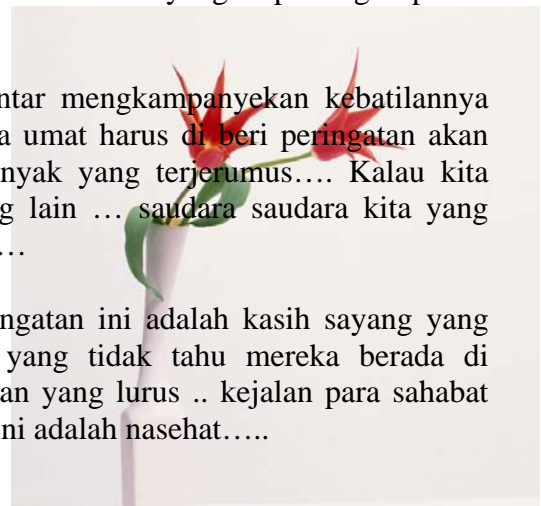 ntar mengkampanyekan kebatilannya
a umat harus di beri peringatan akan
nyak yang terjerumus…. Kalau kita
g lain … saudara saudara kita yang
…
ngatan ini adalah kasih sayang yang
yang tidak tahu mereka berada di
an yang lurus .. kejalan para sahabat
ni adalah nasehat…..